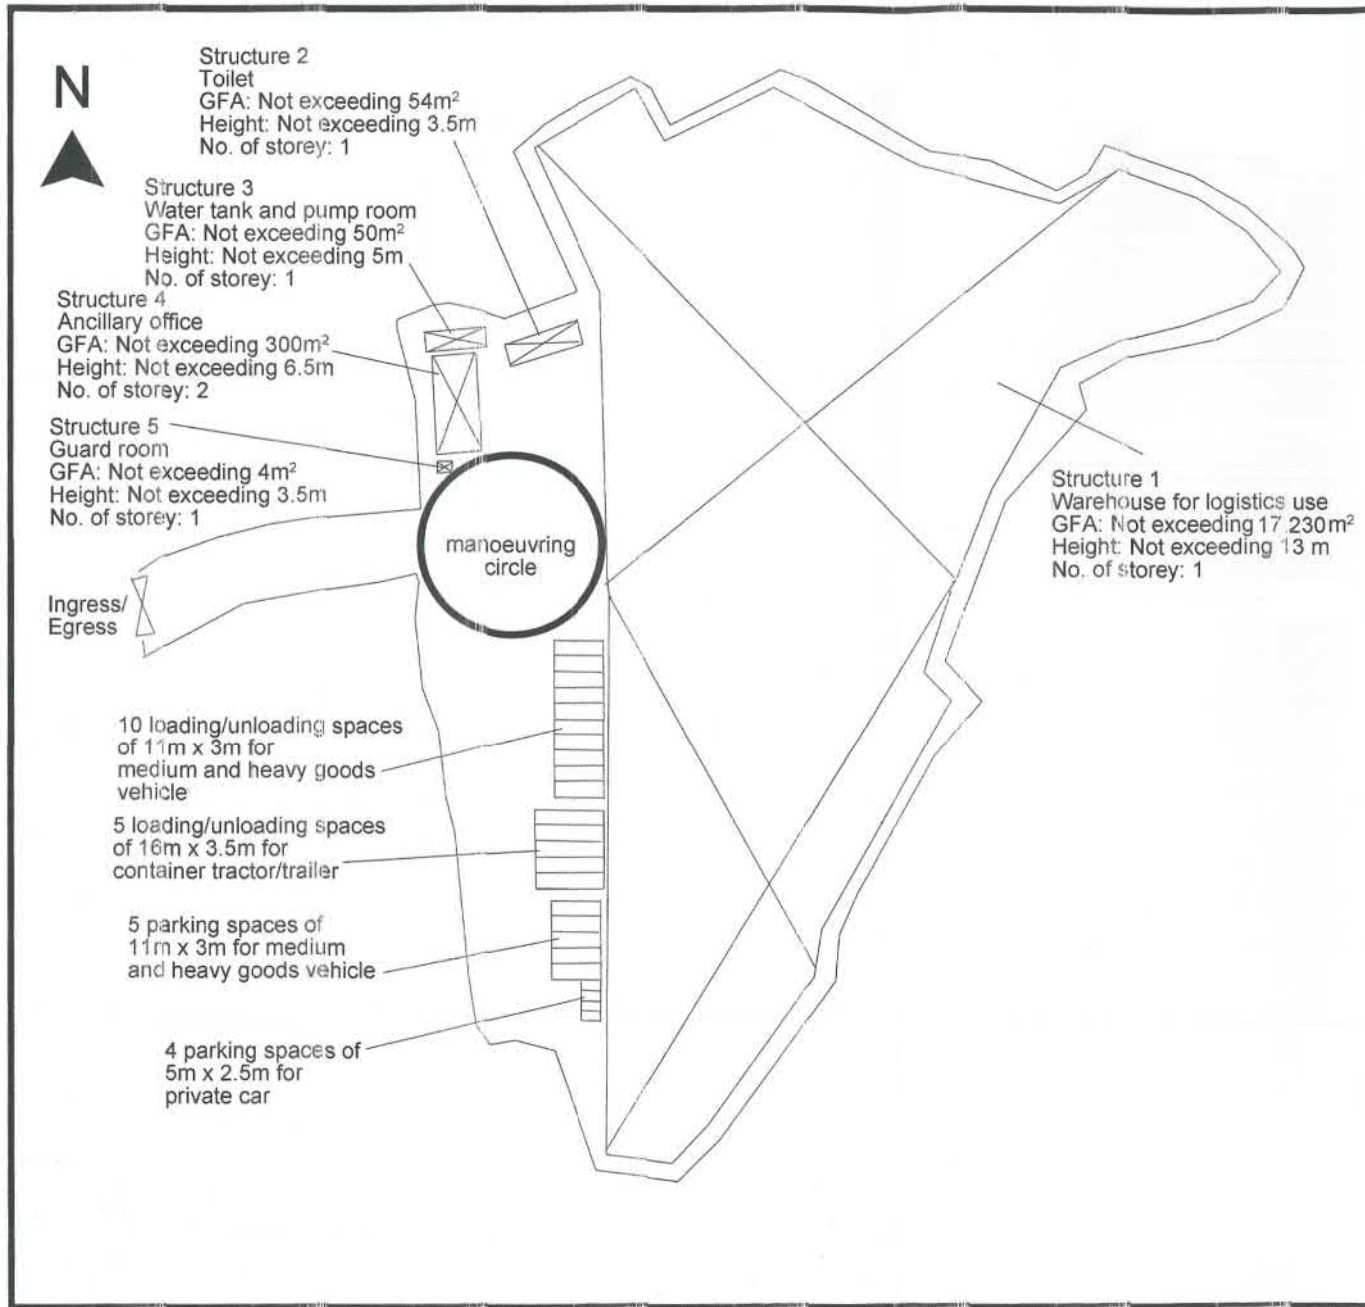 N
Structure 2
Toilet
GFA: Not exceeding 54m²
Height: Not exceeding 3.5m
No. of storey: 1
Structure 3
Water tank and pump room
GFA: Not exceeding 50m²
Height: Not exceeding 5m
No. of storey: 1
Structure 4
Ancillary office
GFA: Not exceeding 300m²
Height: Not exceeding 6.5m
No. of storey: 2
Structure 5
Guard room
GFA: Not exceeding 4m²
Height: Not exceeding 3.5m
No. of storey: 1
manoeuvring
circle
Structure 1
Warehouse for logistics use
GFA: Not exceeding 17,230m²
Height: Not exceeding 13 m
No. of storey: 1
Ingress/
Egress
10 loading/unloading spaces
of 11m x 3m for
medium and heavy goods
vehicle
5 loading/unloading spaces
of 16m x 3.5m for
container tractor/trailer
5 parking spaces of
11m x 3m for medium
and heavy goods vehicle
4 parking spaces of
5m x 2.5m for
private car